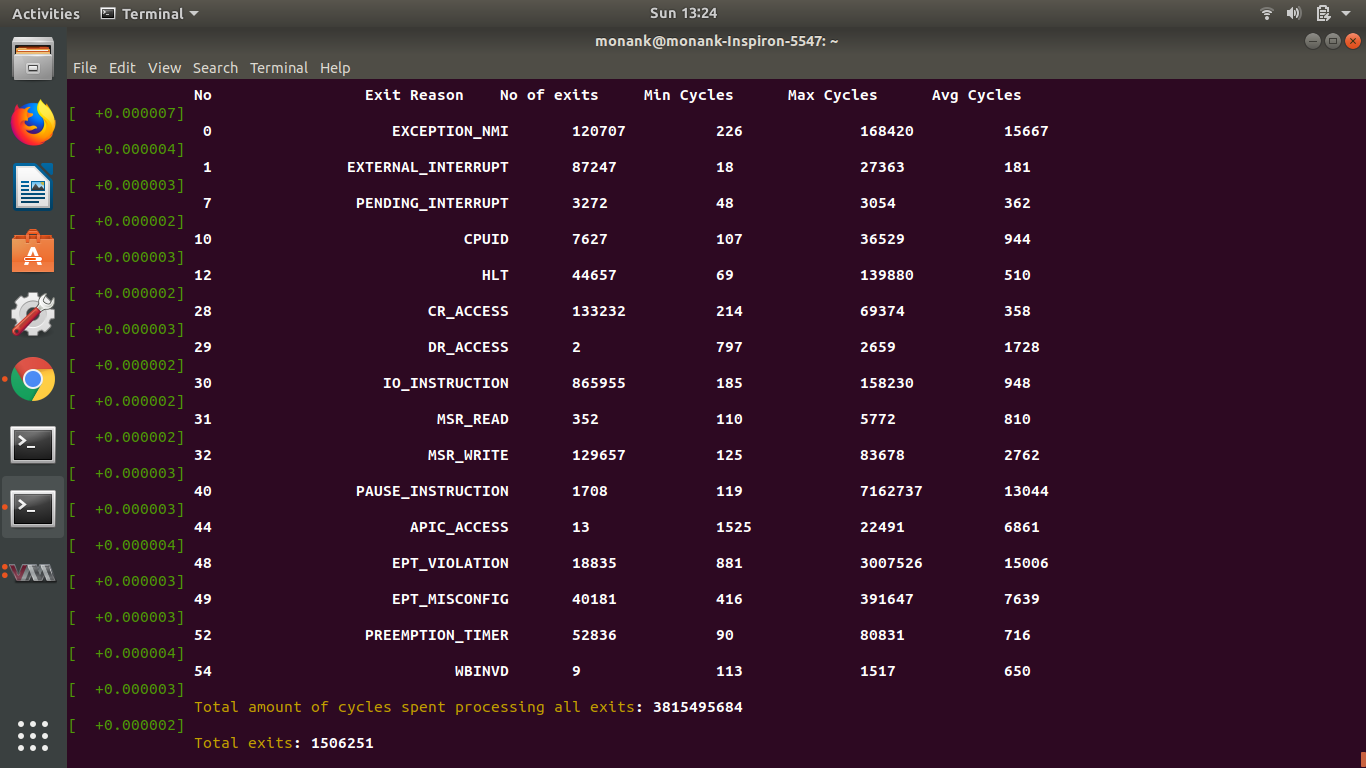 Activities Terminal Sun 13:24
monank@monank-Inspiron-5547: ~
File Edit View Search Terminal Help
No Exit Reason No of exits Min Cycles Max Cycles Avg Cycles
[ +0.000007]
0 EXCEPTION_NMI 120707 226 168420 15667
[ +0.000004]
1 EXTERNAL_INTERRUPT 87247 18 27363 181
[ +0.000003]
7 PENDING_INTERRUPT 3272 48 3054 362
[ +0.000002]
10 CPUID 7627 107 36529 944
[ +0.000003]
12 HLT 44657 69 139880 510
[ +0.000002]
28 CR_ACCESS 133232 214 69374 358
[ +0.000003]
29 DR_ACCESS 2 797 2659 1728
[ +0.000002]
30 IO_INSTRUCTION 865955 185 158230 948
[ +0.000002]
31 MSR_READ 352 110 5772 810
[ +0.000002]
32 MSR_WRITE 129657 125 83678 2762
[ +0.000003]
40 PAUSE_INSTRUCTION 1708 119 7162737 13044
[ +0.000003]
44 APIC_ACCESS 13 1525 22491 6861
[ +0.000004]
48 EPT_VIOLATION 18835 881 3007526 15006
[ +0.000003]
49 EPT_MISCONFIG 40181 416 391647 7639
[ +0.000003]
52 PREEMPTION_TIMER 52836 90 80831 716
[ +0.000004]
54 WBINVD 9 113 1517 650
[ +0.000003]
Total amount of cycles spent processing all exits: 3815495684
[ +0.000002]
Total exits: 1506251